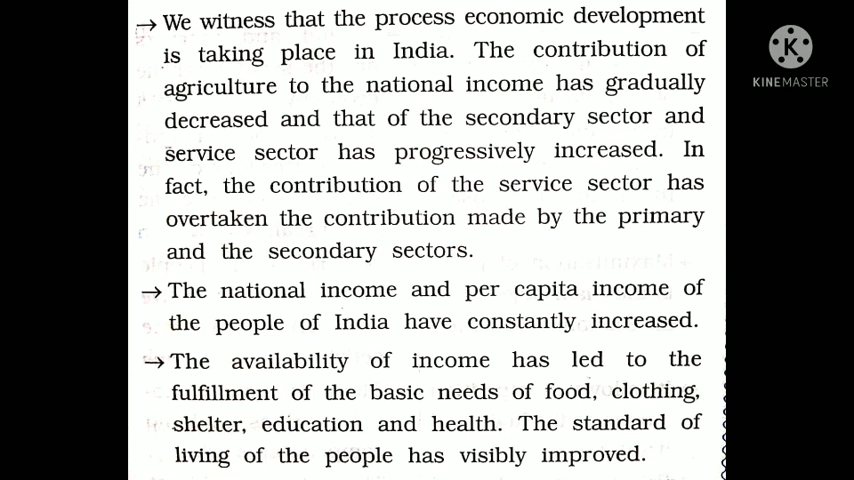 → We witness that the process economic development
is taking place in India. The contribution of
agriculture to the national income has gradually
decreased and that of the secondary sector and
service sector has progressively increased. In
fact, the contribution of the service sector has
overtaken the contribution made by the primary
and the secondary sectors.
→ The national income and per capita income of
the people of India have constantly increased.
→ The availability of income has led to the
fulfillment of the basic needs of food, clothing,
shelter, education and health. The standard of
living of the people has visibly improved.
K
KINEMASTER